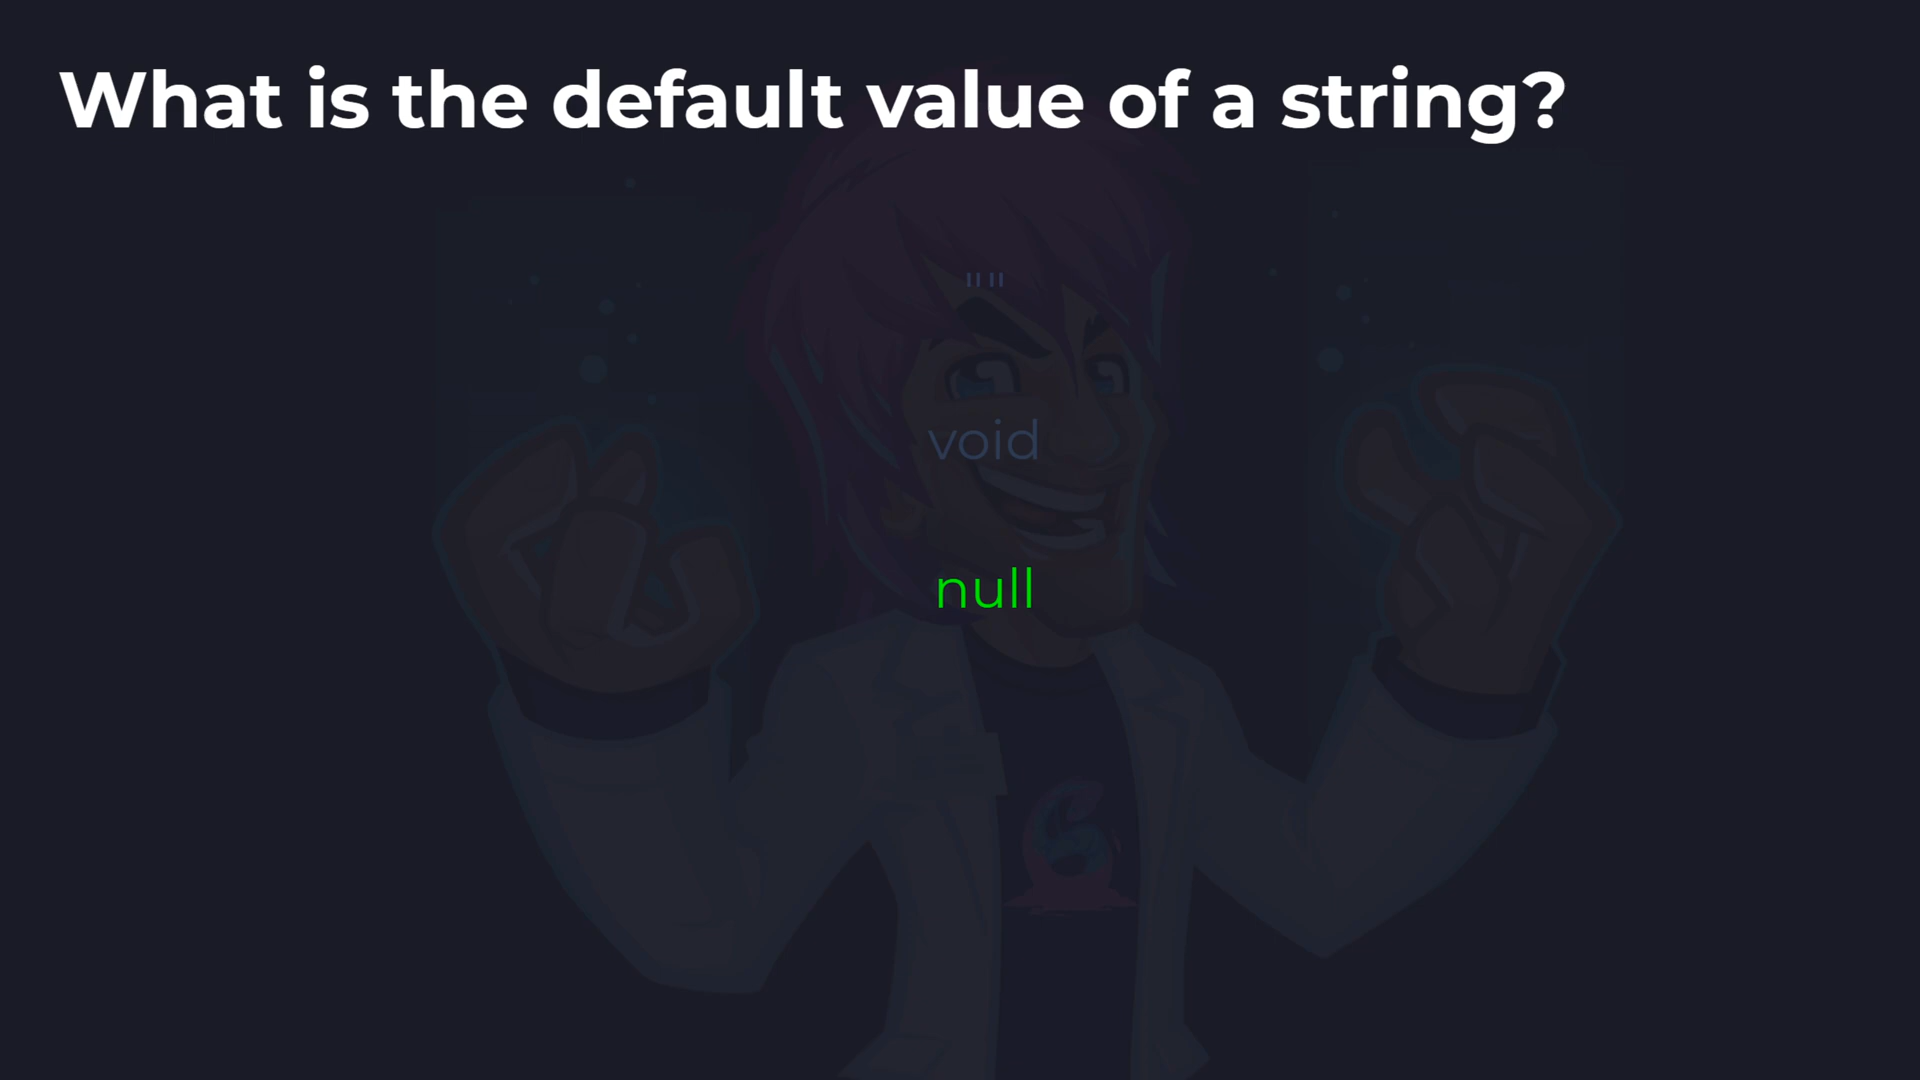 What is the default value of a string?
""
void
null